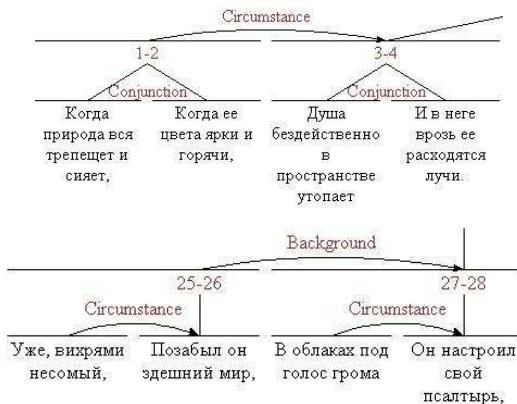 Circumstance
1-2
3-4
Conjunction
Conjunction
Когда
природа вся
трепещет и
сияет,
Когда ее
цвета ярки и
горячи,
Душа
бездейственно
в
пространстве
утопает
И в неге
врозь ее
расходятся
лучи.
Background
25-26
27-28
Circumstance
Circumstance
Уже, вихрями
несомый,
Позабыл он
здешний мир,
В облаках под
голос грома
Он настроил
свой
псалтырь,